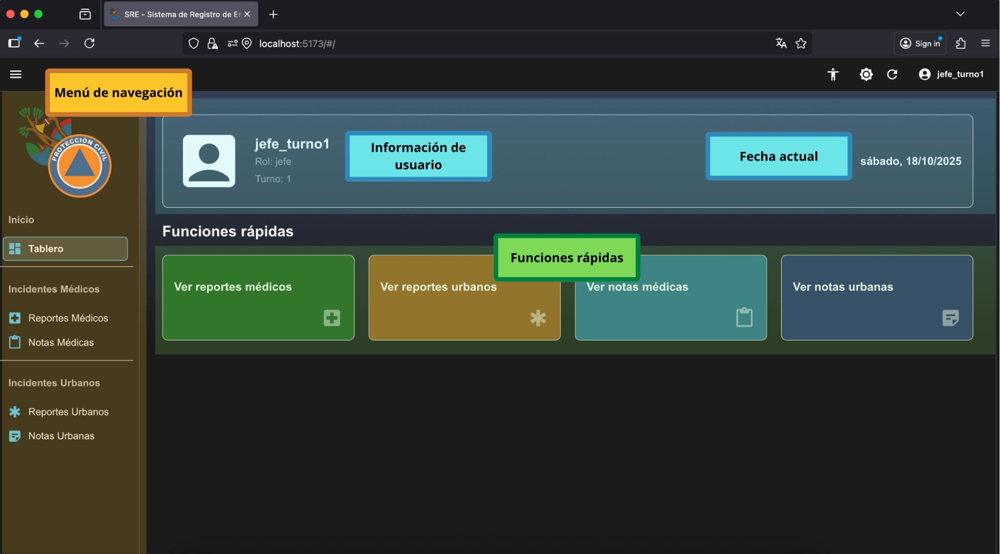 SRE - Sistema de Registro de En
localhost:5173/#/
Sign in
jefe_turno1
Menú de navegación
PROTECCIÓN CIVIL
jefe_turno1
Rol: jefe
Turno: 1
Información de
usuario
Fecha actual
sábado, 18/10/2025
Inicio
Tablero
Incidentes Médicos
Reportes Médicos
Notas Médicas
Incidentes Urbanos
Reportes Urbanos
Notas Urbanas
Funciones rápidas
Funciones rápidas
Ver reportes médicos
Ver reportes urbanos
Ver notas médicas
Ver notas urbanas